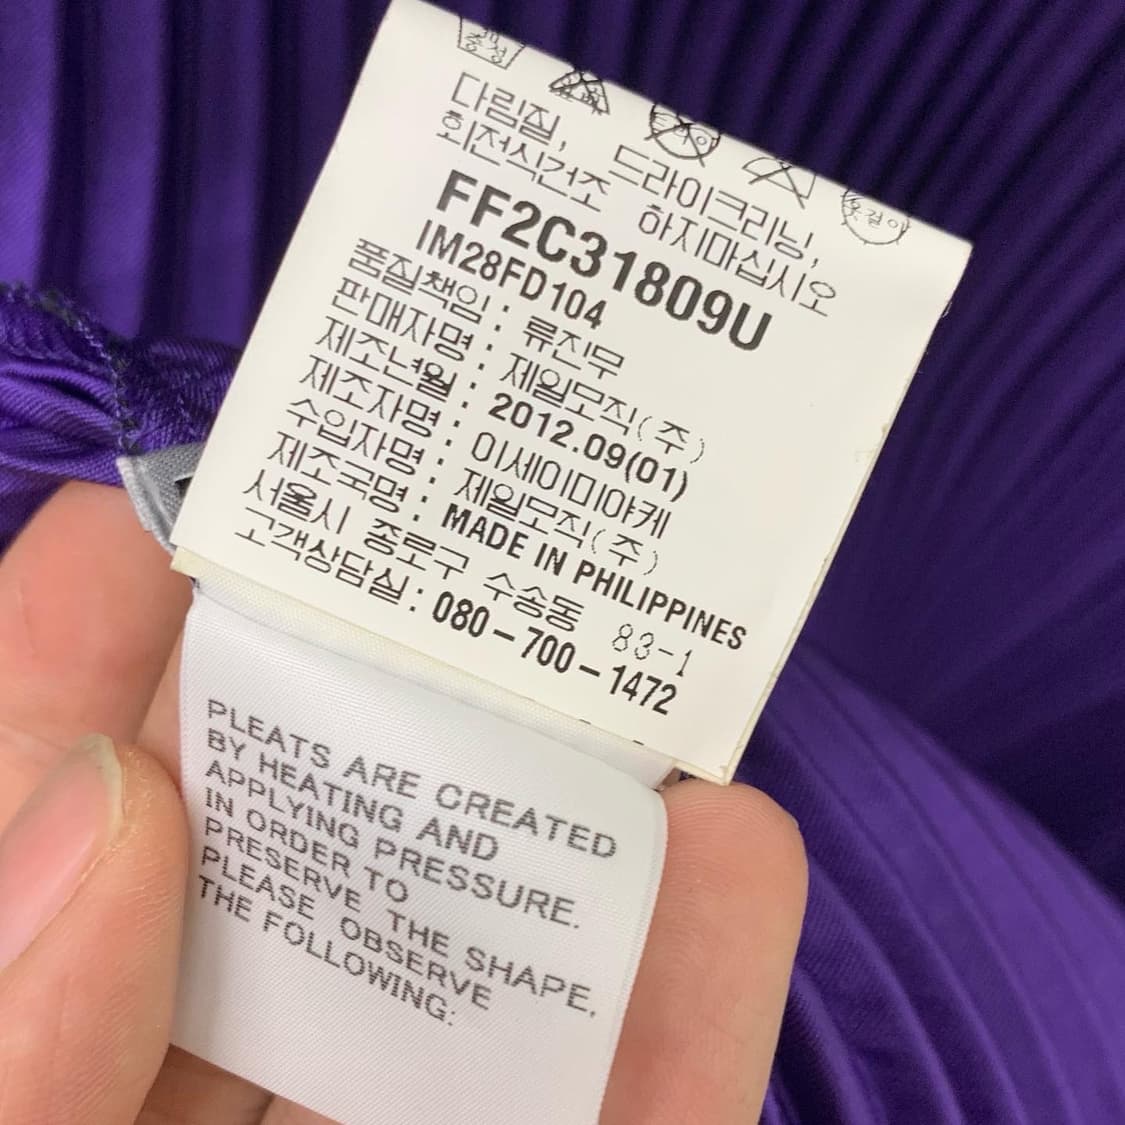 중성
다림질, 드라이크리닝,
회전식건조 하지마십시오
FF2C31809U
IM28FD104
품질책임 : 류진무
판매자명 : 제일모직(주)
제조년월 : 2012.09(01)
제조자명 : 이세이미야케
수입자명 : 제일모직(주)
제조국명 : MADE IN PHILIPPINES
서울시 종로구 수송동 83-1
고객상담실 : 080-700-1472
PLEATS ARE CREATED
BY HEATING AND
APPLYING PRESSURE.
IN ORDER TO
PRESERVE THE SHAPE,
PLEASE OBSERVE
THE FOLLOWING: